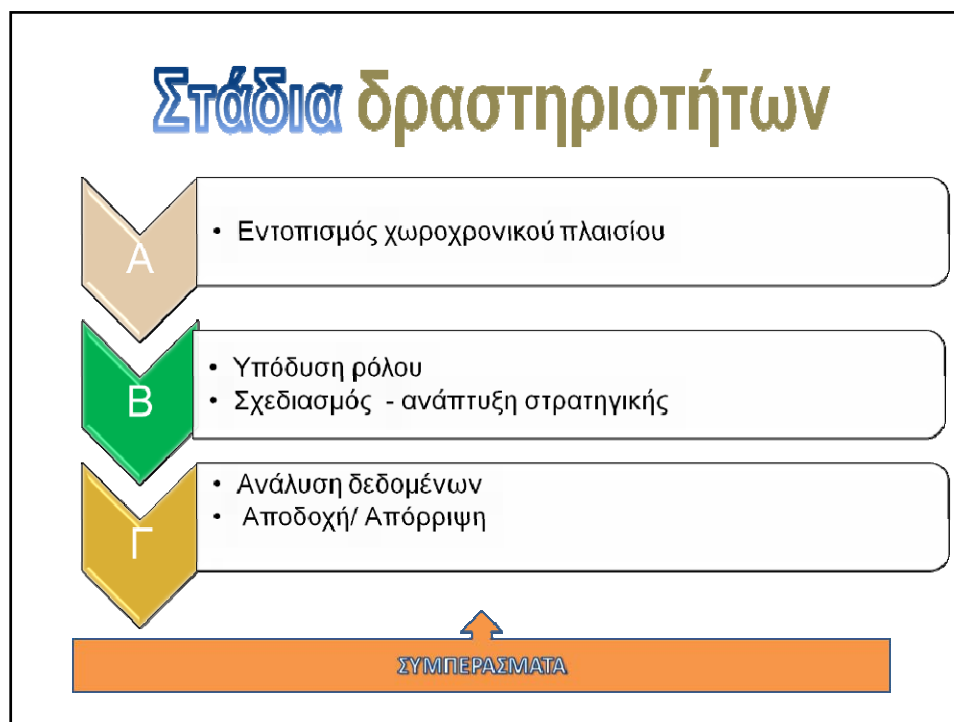 Στάδια δραστηριοτήτων
Α
• Εντοπισμός χωροχρονικού πλαισίου
Β
• Υπόδυση ρόλου
• Σχεδιασμός - ανάπτυξη στρατηγικής
Γ
• Ανάλυση δεδομένων
• Αποδοχή/ Απόρριψη
ΣΥΜΠΕΡΑΣΜΑΤΑ